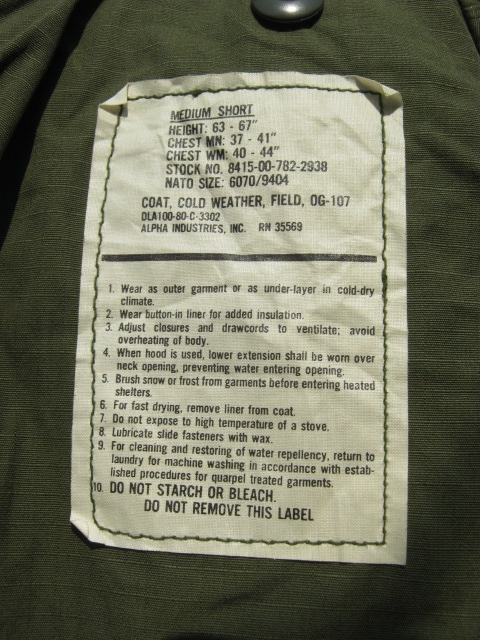 MEDIUM SHORT
HEIGHT: 63 - 67"
CHEST MN: 37 - 41"
CHEST WM: 40 - 44"
STOCK NO. 8415-00-782-2938
NATO SIZE: 6070/9404
COAT, COLD WEATHER, FIELD, OG-107
DLA100-80-C-3302
ALPHA INDUSTRIES, INC. RN 35569
1. Wear as outer garment or as under-layer in cold-dry
climate.
2. Wear button-in liner for added insulation.
3. Adjust closures and drawcords to ventilate; avoid
overheating of body.
4. When hood is used, lower extension shall be worn over
neck opening, preventing water entering opening.
5. Brush snow or frost from garments before entering heated
shelters.
6. For fast drying, remove liner from coat.
7. Do not expose to high temperature of a stove.
8. Lubricate slide fasteners with wax.
9. For cleaning and restoring of water repellency, return to
laundry for machine washing in accordance with estab-
lished procedures for quarpel treated garments.
10. DO NOT STARCH OR BLEACH.
DO NOT REMOVE THIS LABEL